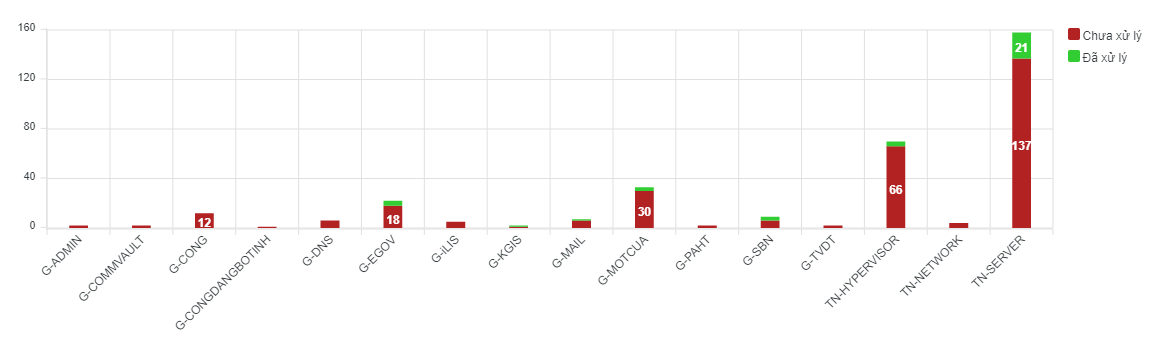 160
120
80
40
0
12
18
30
66
21
137
G-ADMIN
G-COMMVAULT
G-CONG
G-CONGDANGBOTINH
G-DNS
G-EGOV
G-iLIS
G-KGIS
G-MAIL
G-MOTCUA
G-PAHT
G-SBN
G-TVDT
TN-HYPERVISOR
TN-NETWORK
TN-SERVER
Chưa xử lý
Đã xử lý